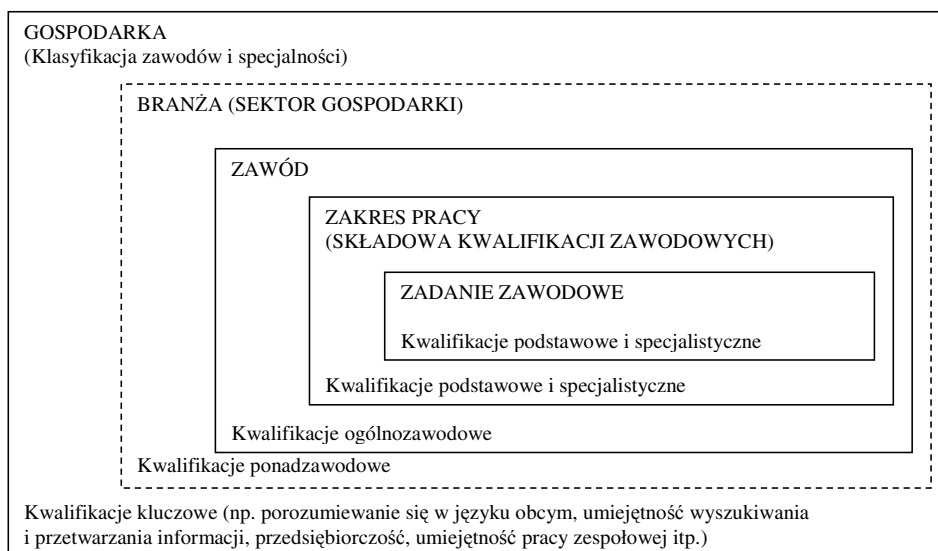 GOSPODARKA
(Klasyfikacja zawodów i specjalności)
BRANŻA (SEKTOR GOSPODARKI)
ZAWÓD
ZAKRES PRACY
(SKŁADOWA KWALIFIKACJI ZAWODOWYCH)
ZADANIE ZAWODOWE
Kwalifikacje podstawowe i specjalistyczne
Kwalifikacje podstawowe i specjalistyczne
Kwalifikacje ogólnozawodowe
Kwalifikacje ponadzawodowe
Kwalifikacje kluczowe (np. porozumiewanie się w języku obcym, umiejętność wyszukiwania
i przetwarzania informacji, przedsiębiorczość, umiejętność pracy zespołowej itp.)